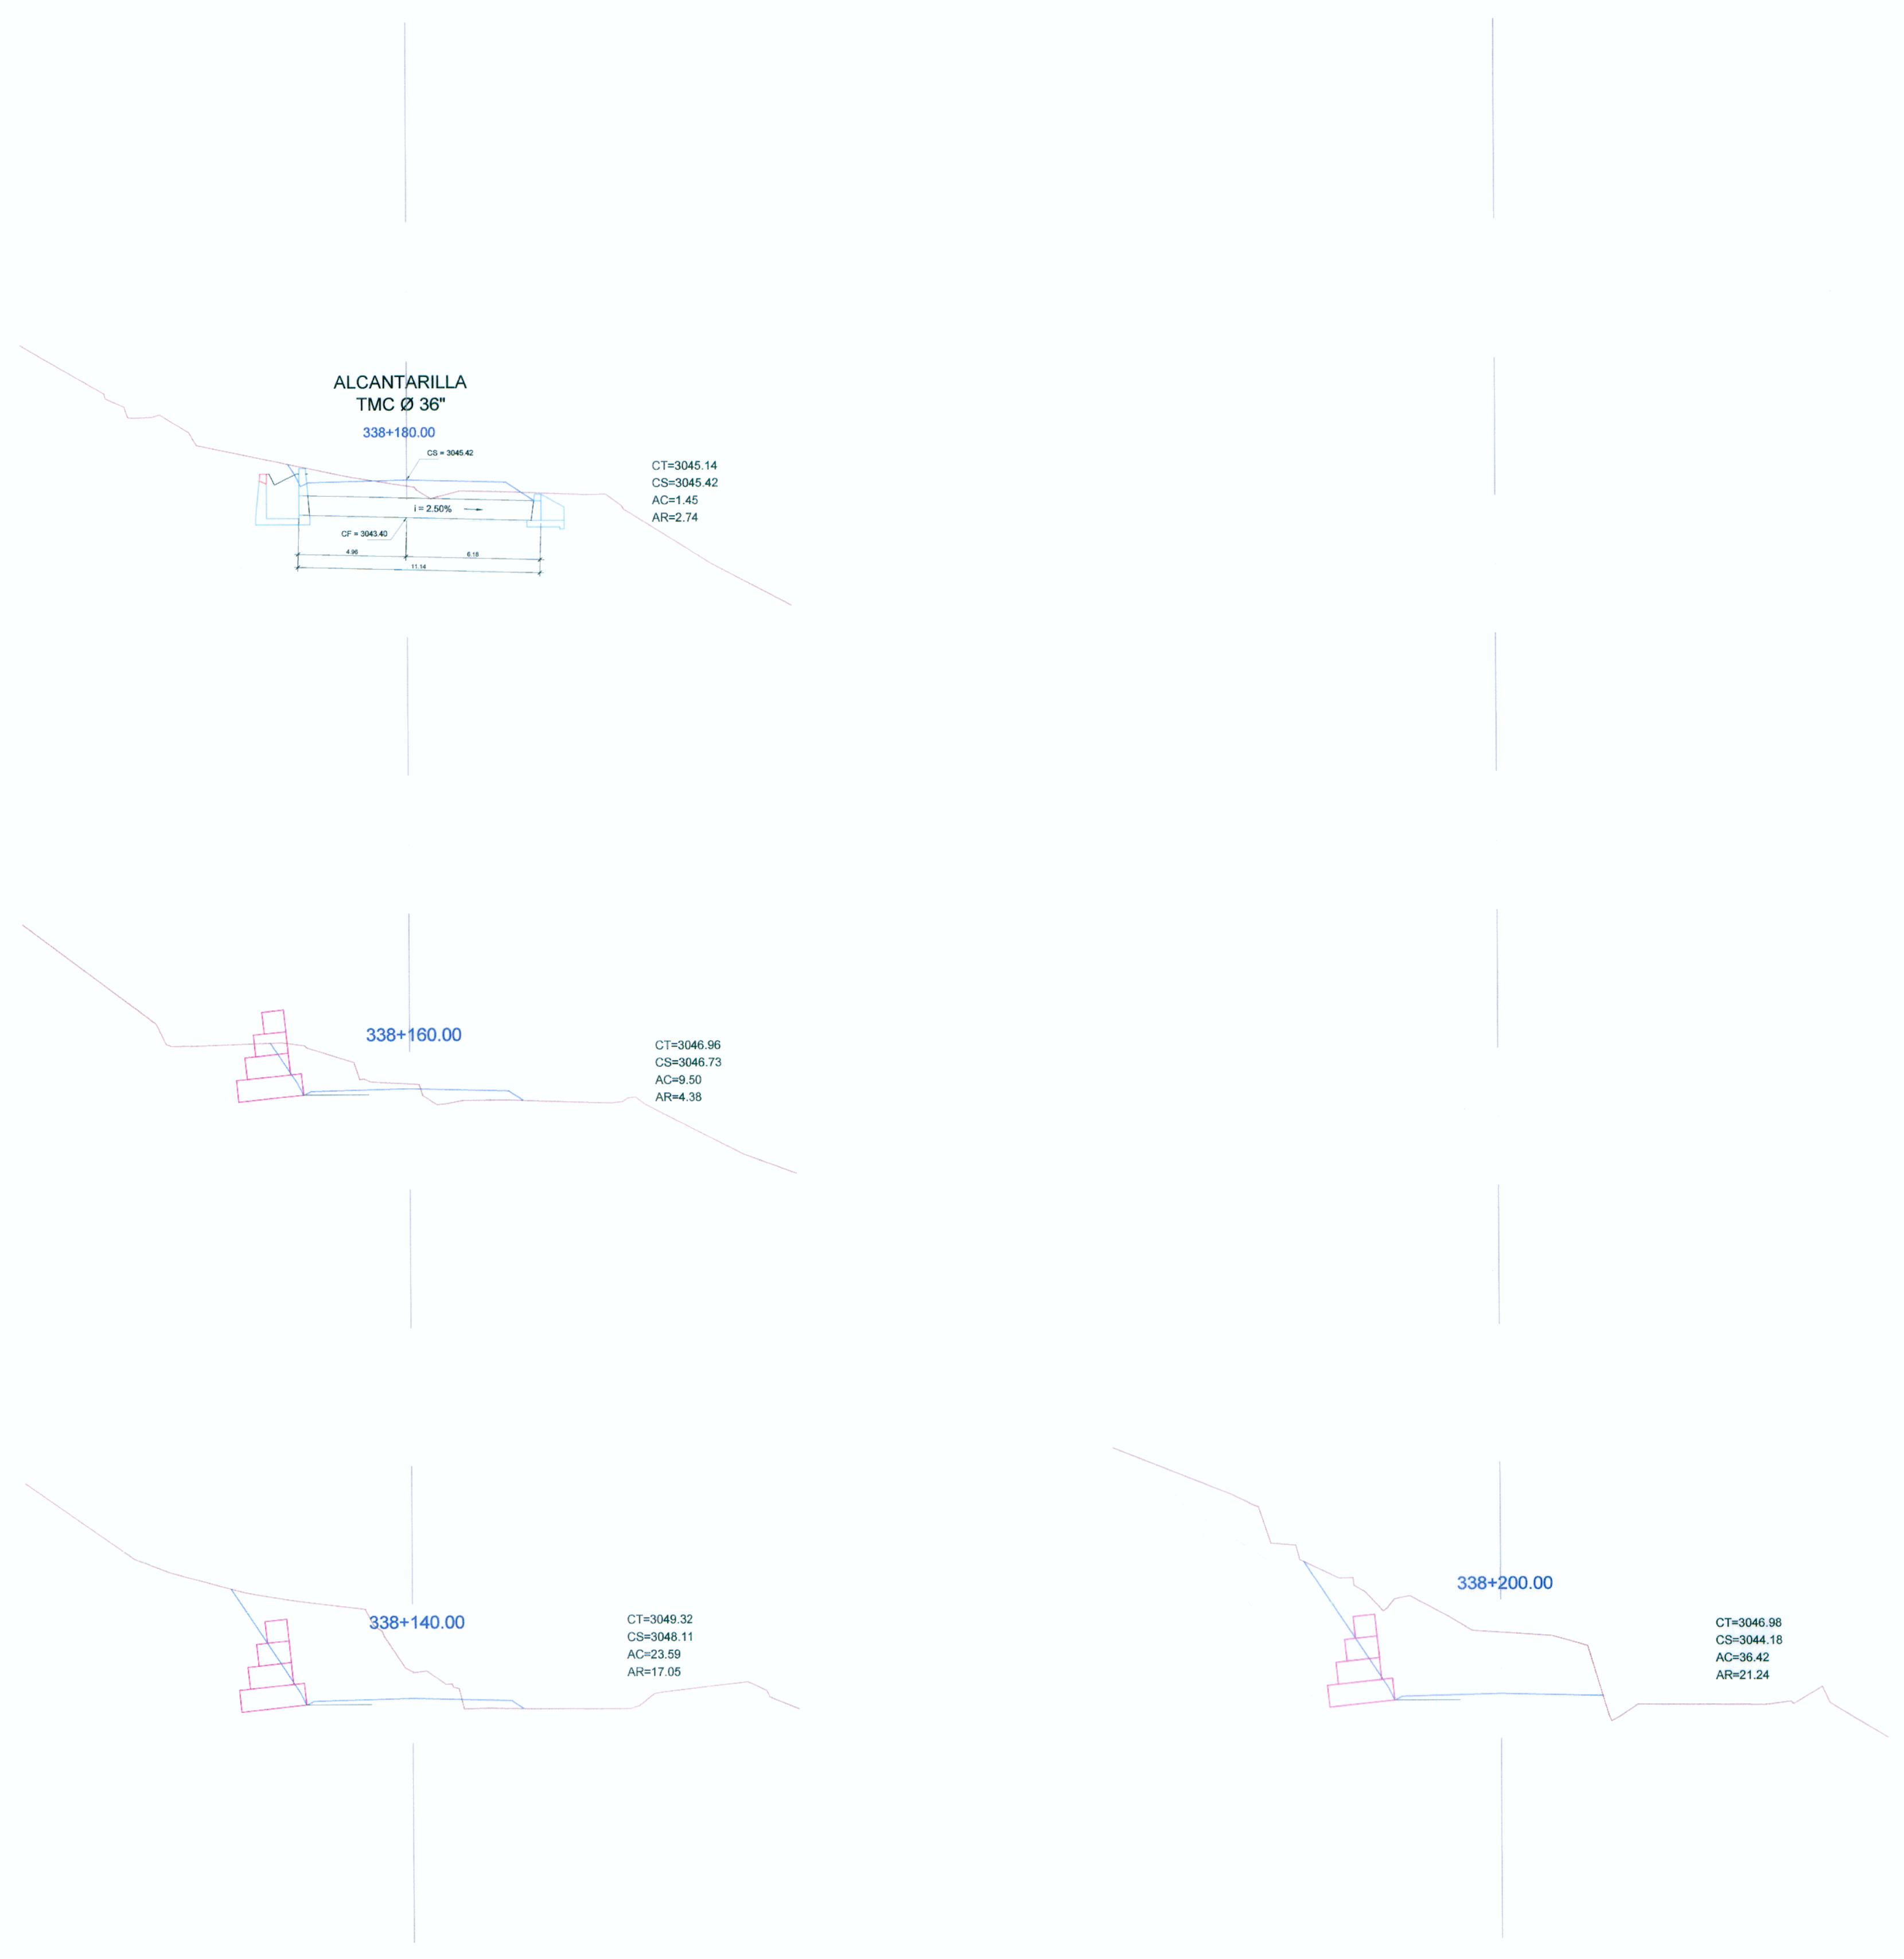 ALCANTARILLA
TMC Ø 36"
338+180.00
CS = 3045.42
CT=3045.14
CS=3045.42
AC=1.45
AR=2.74
i = 2.50%
CF = 3043.40
4.96
6.18
11.14
338+160.00
CT=3046.96
CS=3046.73
AC=9.50
AR=4.38
338+140.00
CT=3049.32
CS=3048.11
AC=23.59
AR=17.05
338+200.00
CT=3046.98
CS=3044.18
AC=36.42
AR=21.24